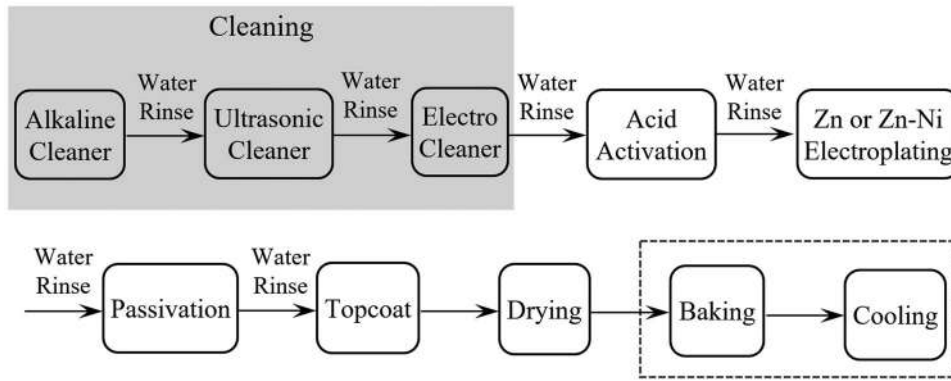 Cleaning
Alkaline
Cleaner
Water
Rinse
Ultrasonic
Cleaner
Water
Rinse
Electro
Cleaner
Water
Rinse
Acid
Activation
Water
Rinse
Zn or Zn-Ni
Electroplating
Water
Rinse
Passivation
Water
Rinse
Topcoat
Drying
Baking
Cooling